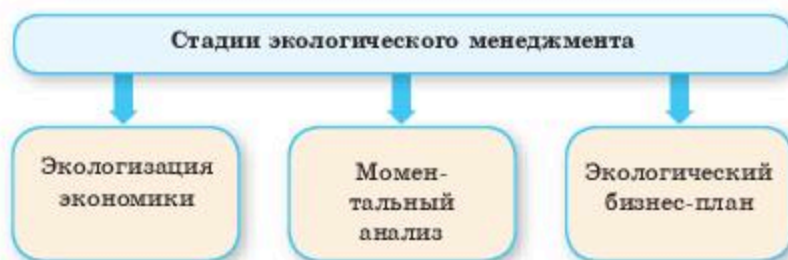 Стадии экологического менеджмента
Экологизация
экономики
Момен-
тальный
анализ
Экологический
бизнес-план